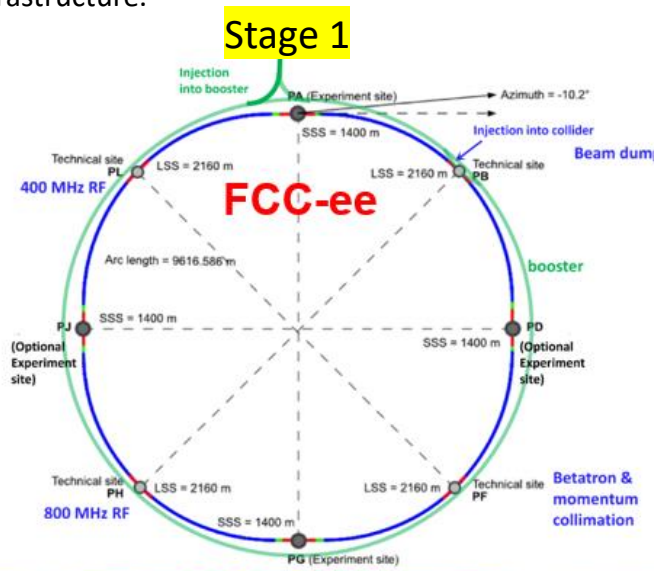 rastructure:
Stage 1
Injection
into booster
PA (Experiment site)
Azimuth = -10.2°
SSS = 1400 m
Injection into collider
Beam dump
Technical site
PL
LSS = 2160 m
400 MHz RF
LSS = 2160 m
Technical site
PB
FCC-ee
Arc length = 9616.586 m
booster
PJ
SSS = 1400 m
(Optional
Experiment
site)
SSS = 1400 m
PD
(Optional
Experiment
site)
Technical site
PH
LSS = 2160 m
800 MHz RF
LSS = 2160 m
Technical site
PF
Betatron &
momentum
collimation
SSS = 1400 m
PG (Experiment site)